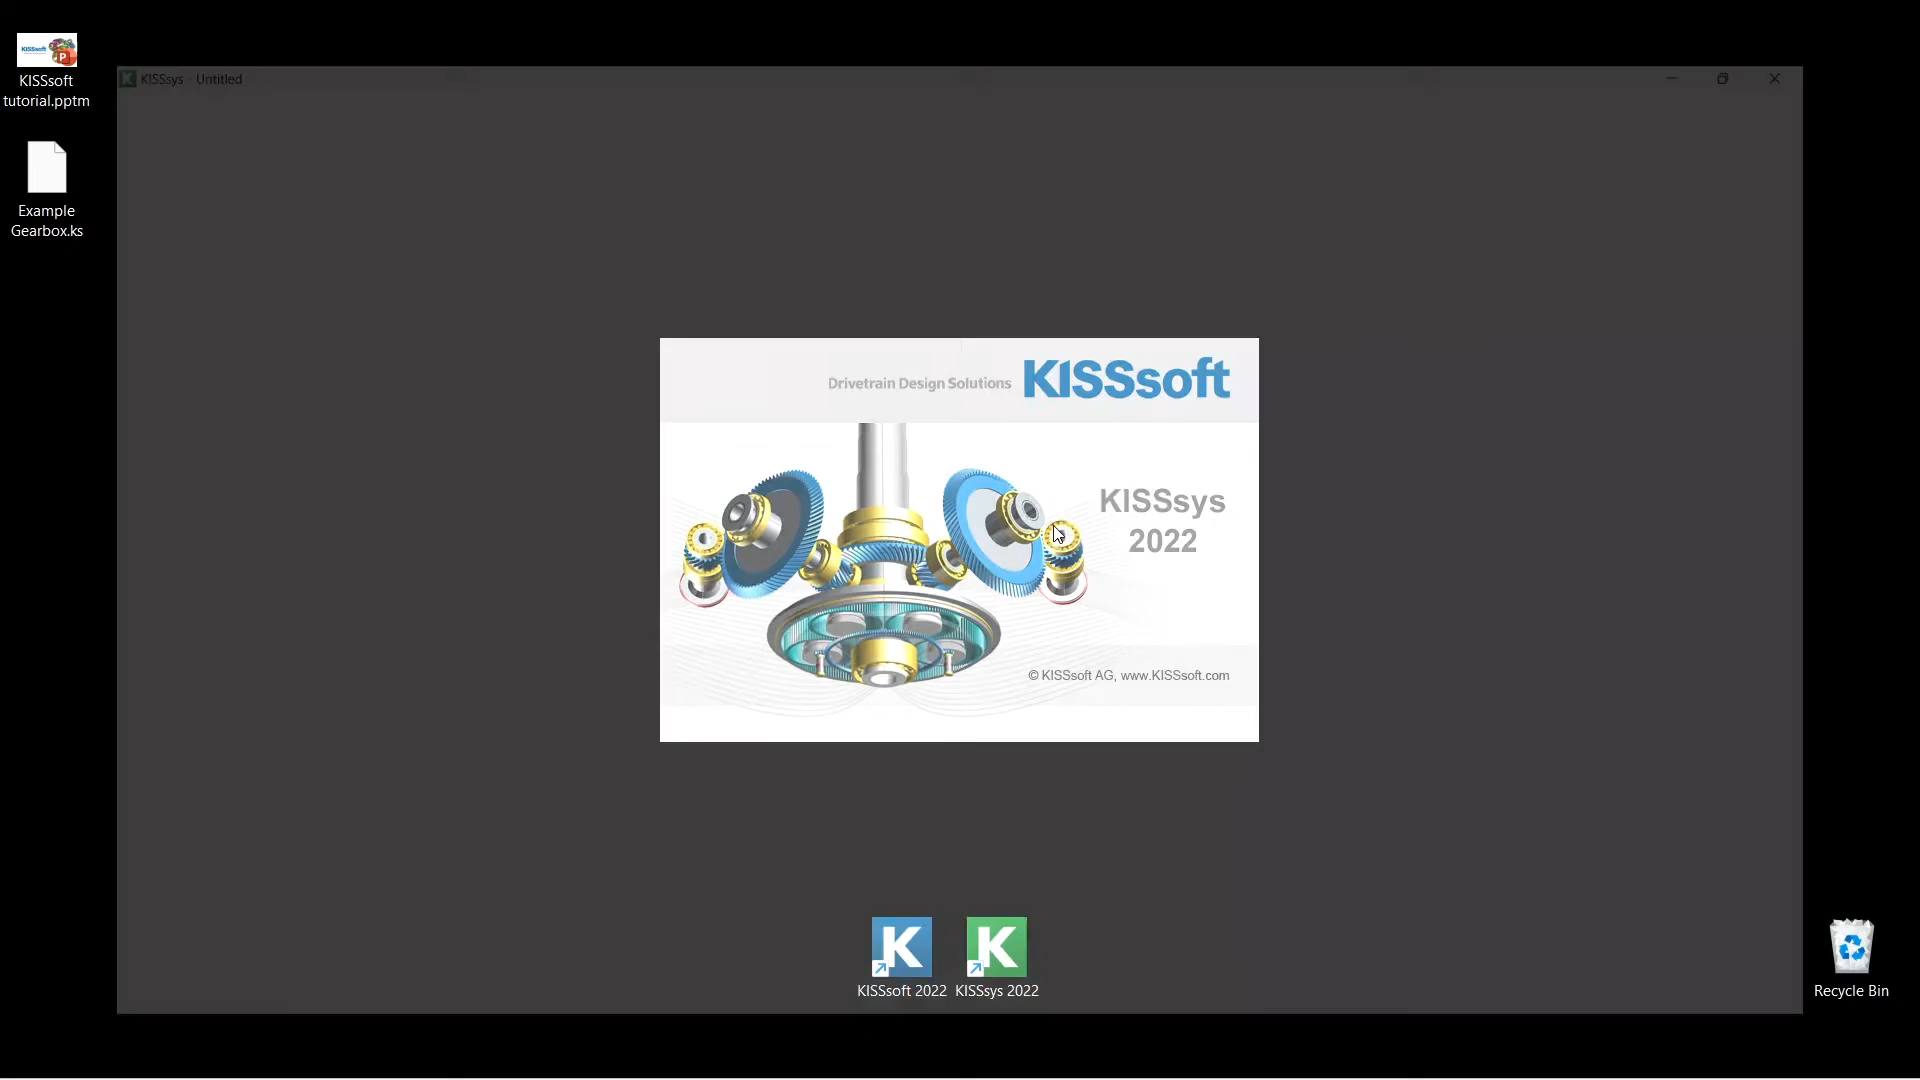 KISSsoft
tutorial.pptm
Example
Gearbox.ks
KISSsys - Untitled
Drivetrain Design Solutions KISSsoft
KISSsys
2022
© KISSsoft AG, www.KISSsoft.com
KISSsoft 2022
KISSsys 2022
Recycle Bin